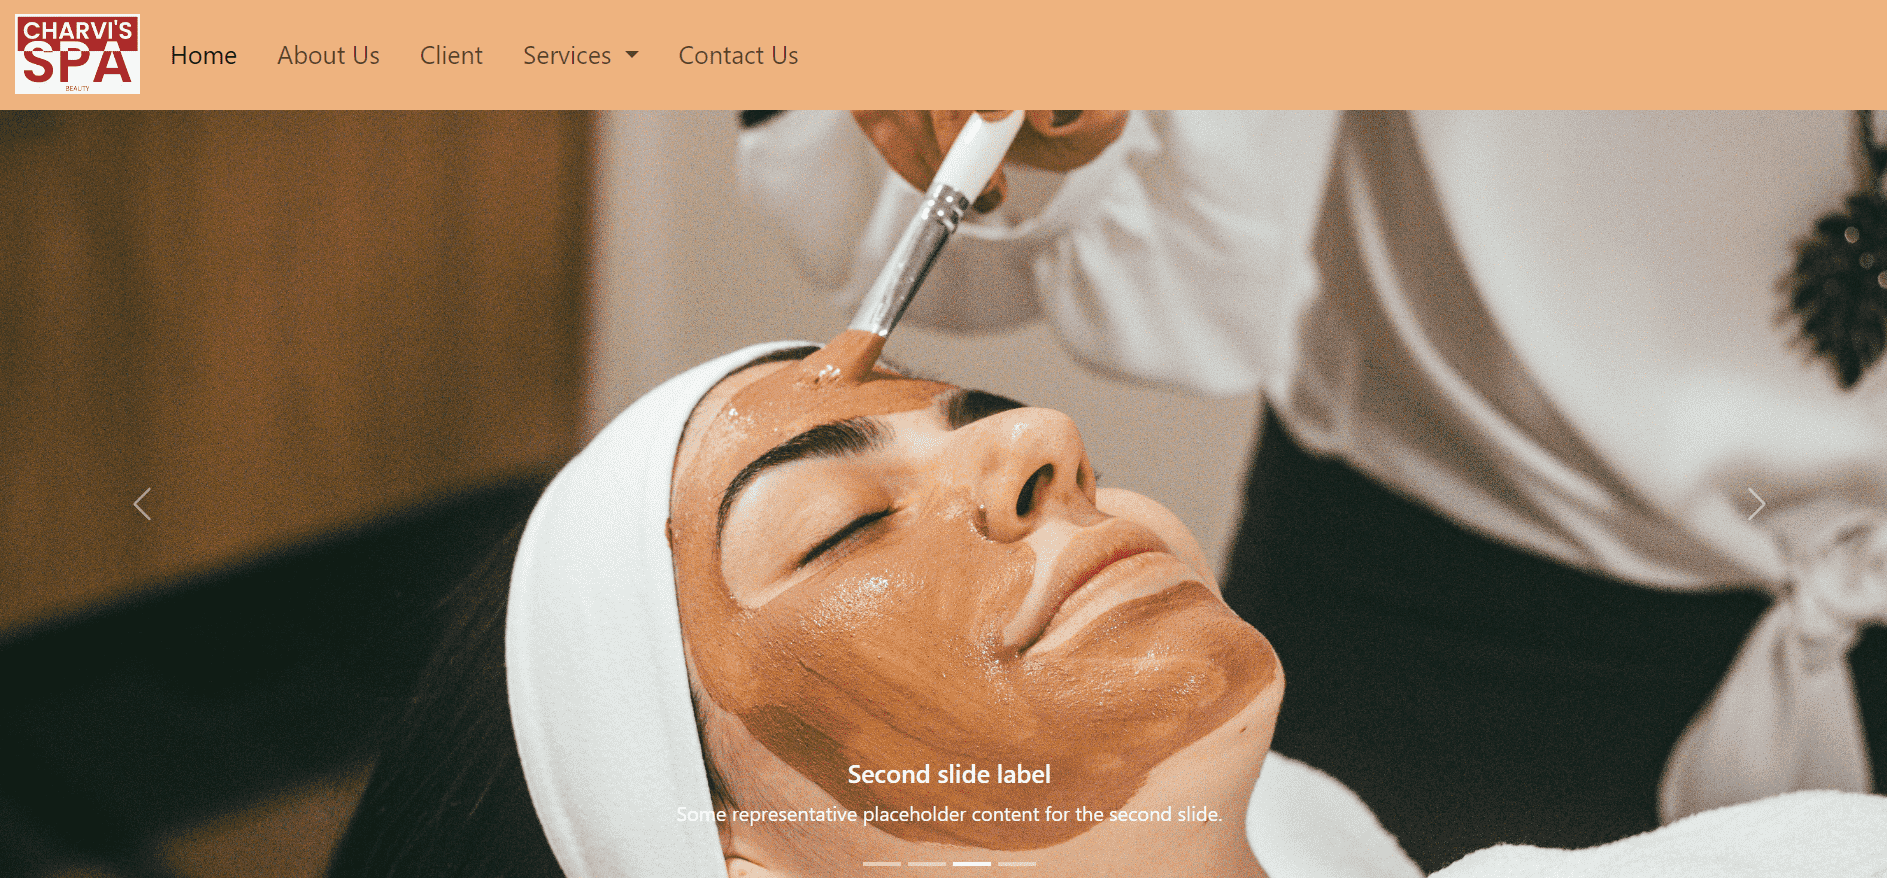 CHARVI'S
SPA
BEAUTY
Home About Us Client Services Contact Us
Second slide label
Some representative placeholder content for the second slide.